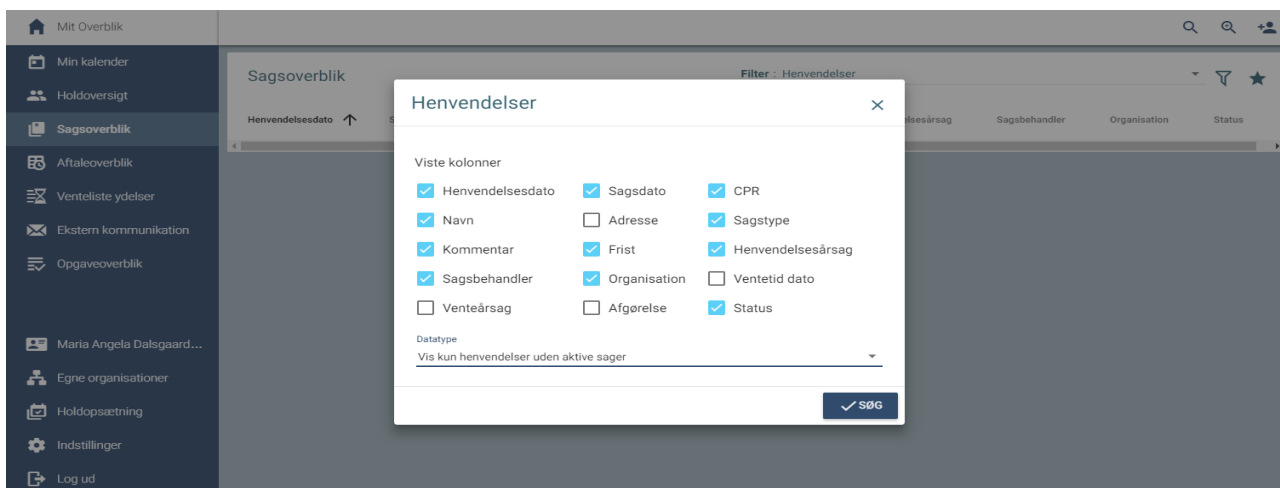 Mit Overblik
Min kalender
Holdoversigt
Sagsoverblik
Aftaleoverblik
Venteliste ydelser
Ekstern kommunikation
Opgaveoverblik
Maria Angela Dalsgaard...
Egne organisationer
Holdopsætning
Indstillinger
Log ud
Sagsoverblik
Filter : Henvendelser
Henvendelsesdato S elsesårsag Sagsbehandler Organisation Status
Henvendelser
Viste kolonner
Henvendelsesdato Sagsdato CPR
Navn Adresse Sagstype
Kommentar Frist Henvendelsesårsag
Sagsbehandler Organisation Ventetid dato
Venteårsag Afgørelse Status
Datatype
Vis kun henvendelser uden aktive sager
SØG